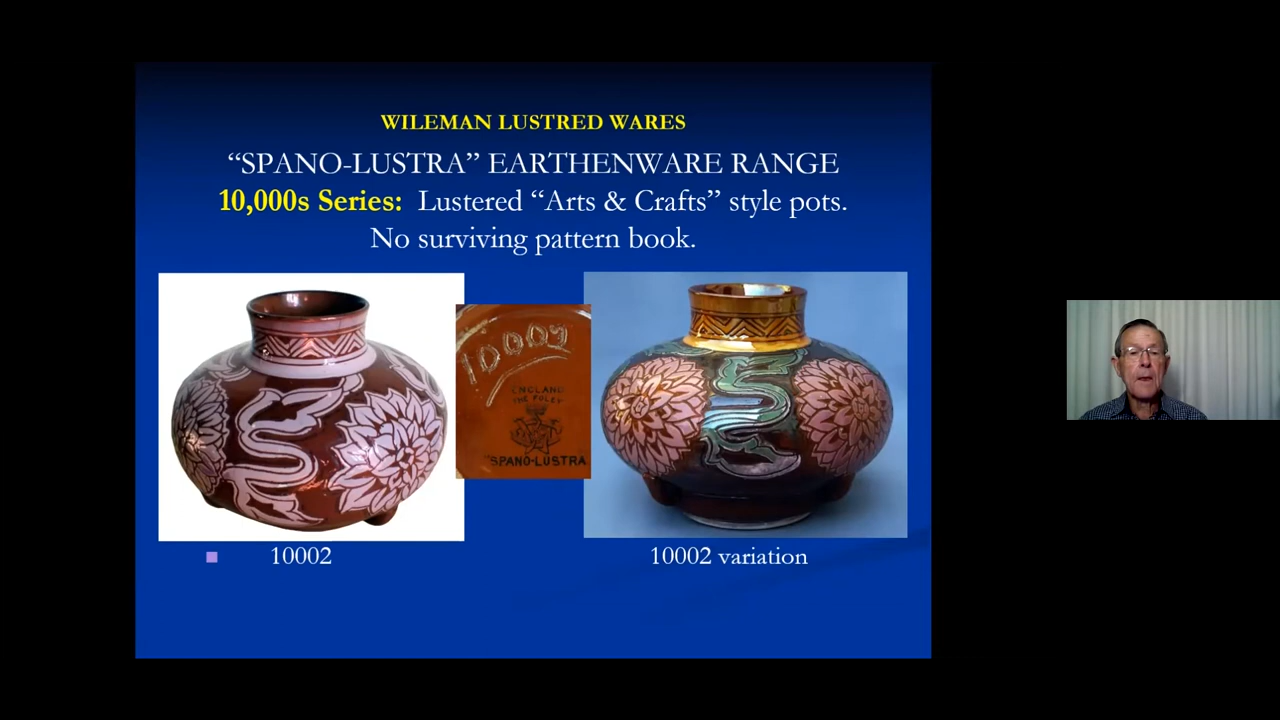 WILEMAN LUSTRED WARES
“SPANO-LUSTRA” EARTHENWARE RANGE
10,000s Series: Lustered “Arts & Crafts” style pots.
No surviving pattern book.
10002
ENGLAND
THE FOLEY
"SPANO-LUSTRA
10002
10002 variation